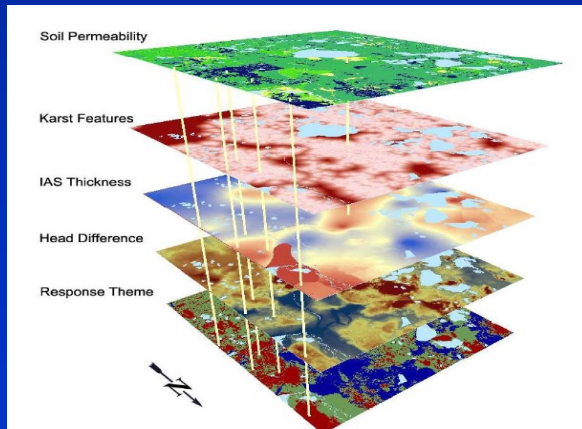 Soil Permeability
Karst Features
IAS Thickness
Head Difference
Response Theme
N